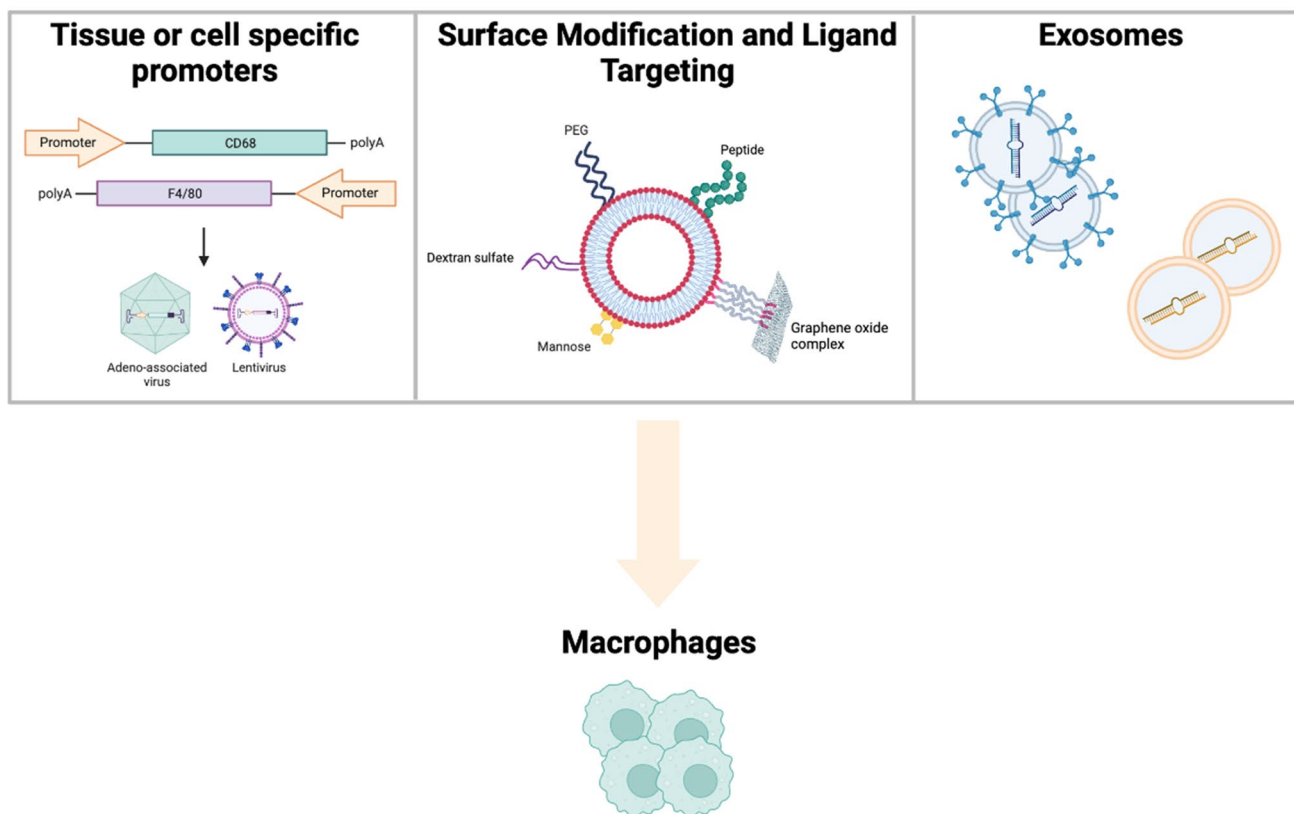 Tissue or cell specific
promoters
Promoter
CD68
polyA
polyA
F4/80
Promoter
Adeno-associated
virus
Lentivirus
Surface Modification and Ligand
Targeting
PEG
Peptide
Dextran sulfate
Mannose
Graphene oxide
complex
Exosomes
Macrophages